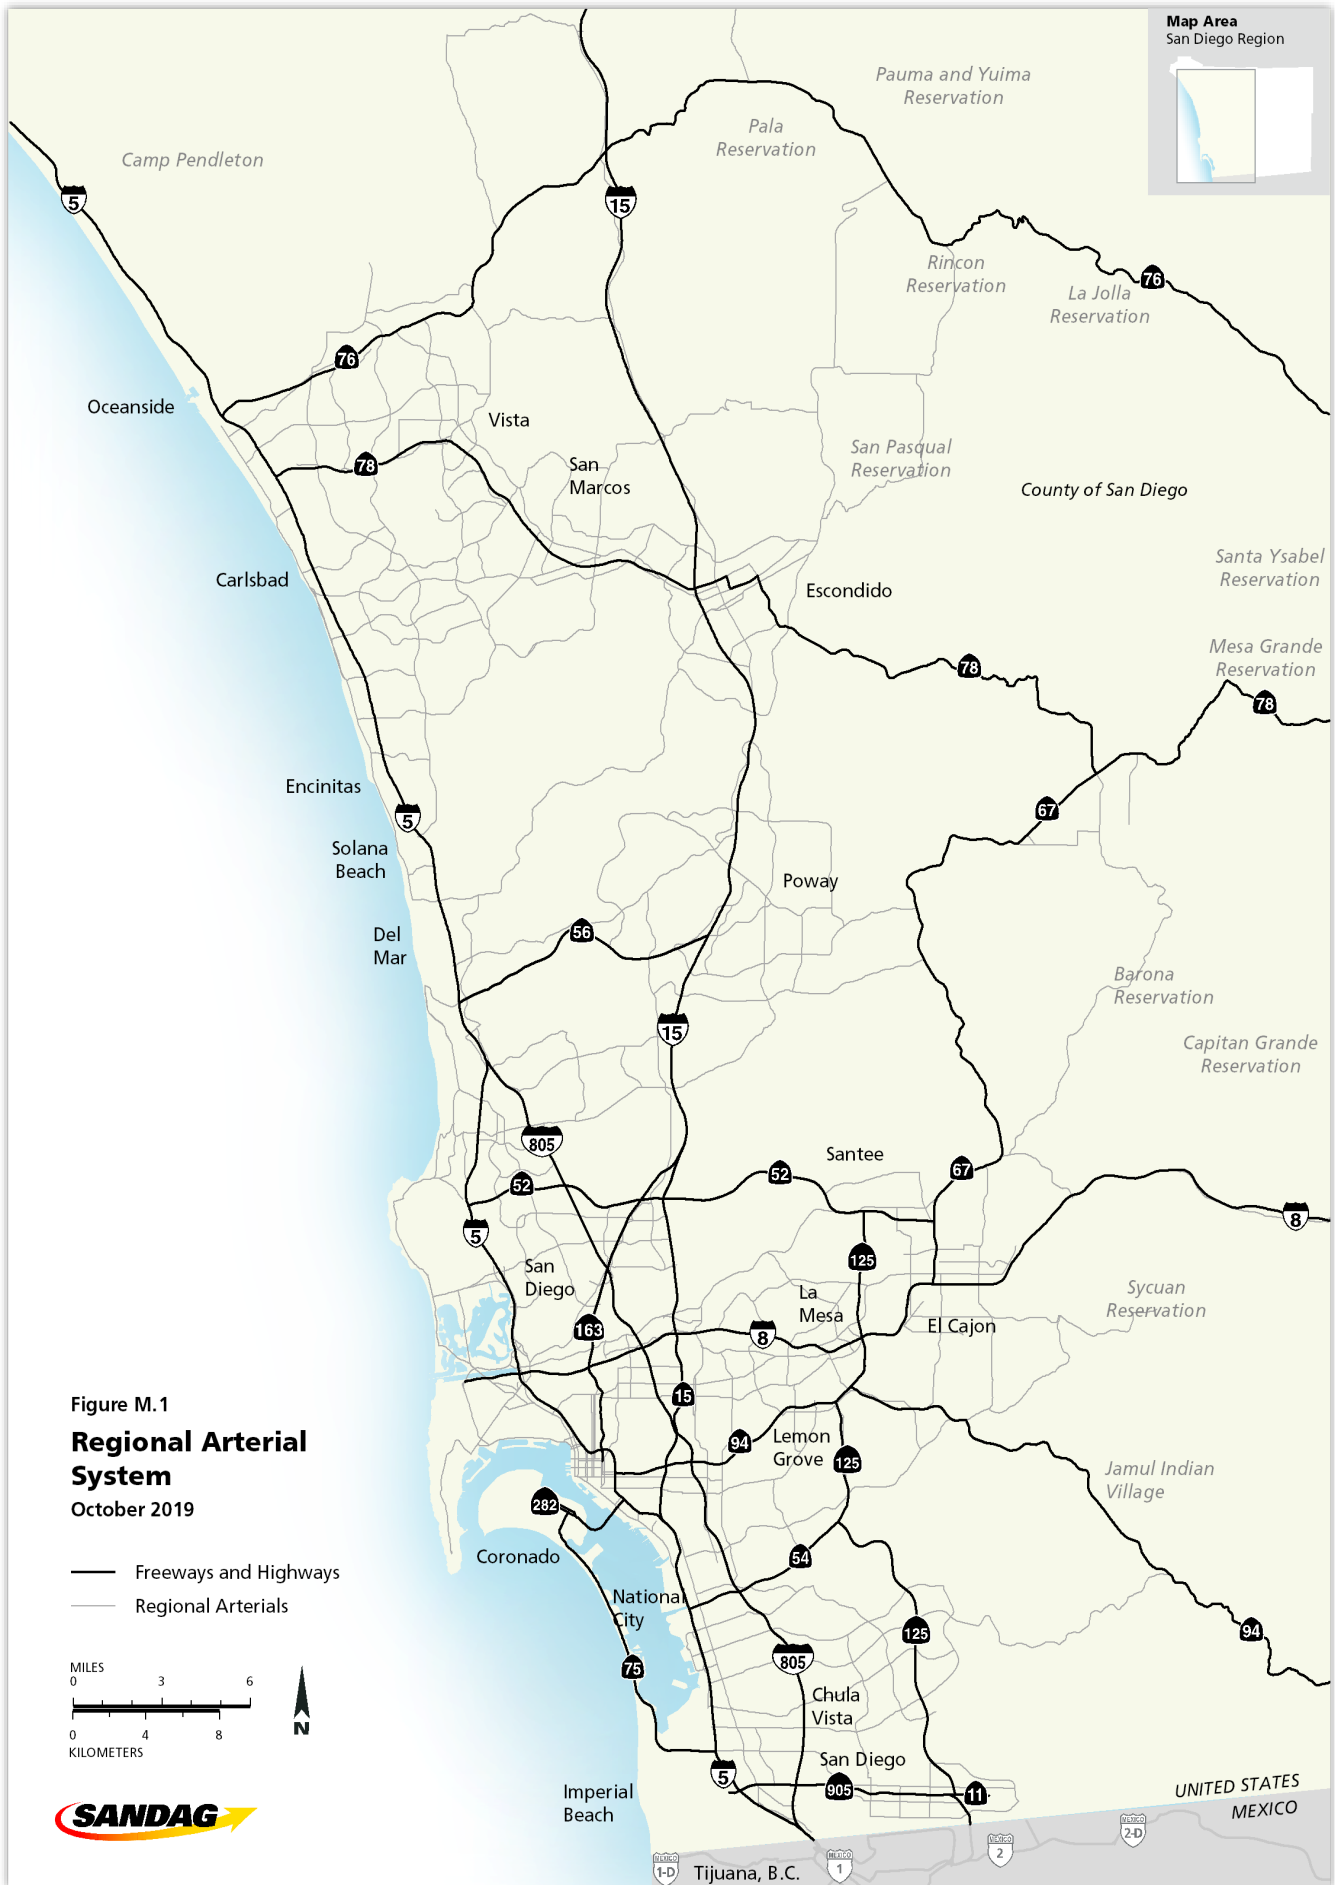 Map Area
San Diego Region
Pauma and Yuima
Reservation
Pala
Reservation
Camp Pendleton
5
15
Rincon
Reservation
76
La Jolla
Reservation
76
Oceanside
Vista
San Pasqual
Reservation
78
San
Marcos
County of San Diego
Santa Ysabel
Reservation
Carlsbad
Escondido
Mesa Grande
Reservation
78
78
Encinitas
67
5
Solana
Beach
Poway
56
Del
Mar
Barona
Reservation
15
Capitan Grande
Reservation
805
Santee
52
67
52
5
8
125
San
Diego
La
Mesa
Sycuan
Reservation
163
8
El Cajon
15
Figure M.1
Regional Arterial
System
October 2019
94
Lemon
Grove
125
Jamul Indian
Village
282
Coronado
54
Freeways and Highways
Regional Arterials
National
City
125
94
805
75
MILES
0 3 6
0 4 8
KILOMETERS
N
Chula
Vista
San Diego
5
905
11
Imperial
Beach
UNITED STATES
MEXICO
SANDAG
MEXICO
2-D
MEXICO
2
MEXICO
1
MEXICO
1-D
Tijuana, B.C.